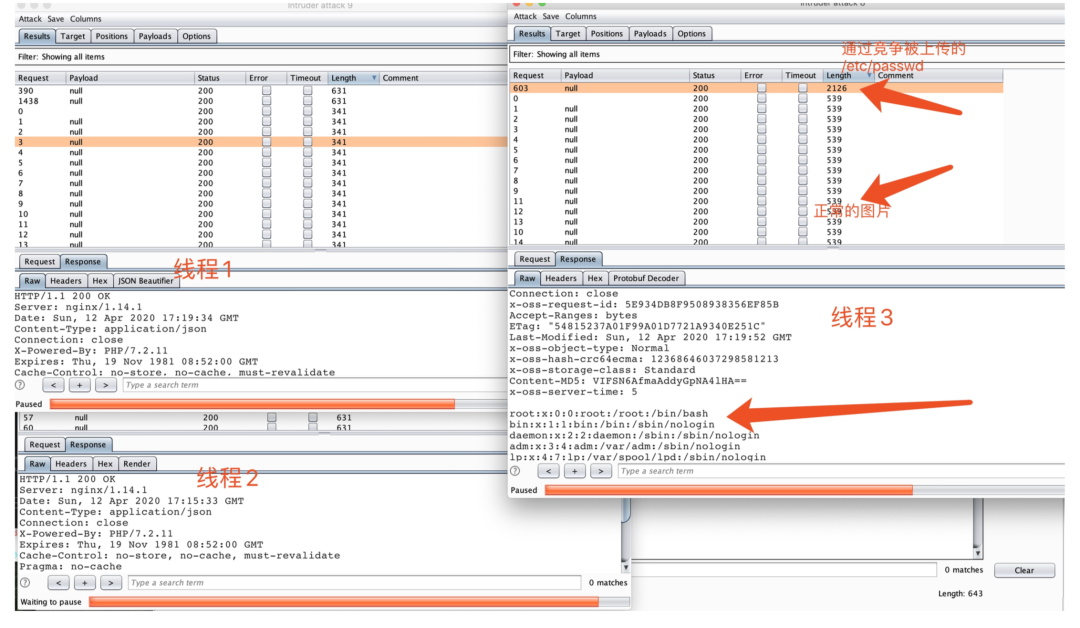 Intruder attack 9
Attack Save Columns
Results Target Positions Payloads Options
Filter: Showing all items
Request Payload Status Error Timeout Length Comment
390 null 200 631
1438 null 200 631
0 200 341
1 null 200 341
2 null 200 341
3 null 200 341
4 null 200 341
5 null 200 341
6 null 200 341
7 null 200 341
8 null 200 341
9 null 200 341
10 null 200 341
11 null 200 341
12 null 200 341
13 null 200 341
Request Response
线程1
Raw Headers Hex JSON Beautifier
HTTP/1.1 200 OK
Server: nginx/1.14.1
Date: Sun, 12 Apr 2020 17:19:34 GMT
Content-Type: application/json
Connection: close
X-Powered-By: PHP/7.2.11
Expires: Thu, 19 Nov 1981 08:52:00 GMT
Cache-Control: no-store, no-cache, must-revalidate
? < + > Type a search term
Paused
57 null 200 631
60 null 200 631
Request Response
Raw Headers Hex Render
线程2
HTTP/1.1 200 OK
Server: nginx/1.14.1
Date: Sun, 12 Apr 2020 17:15:33 GMT
Content-Type: application/json
Connection: close
X-Powered-By: PHP/7.2.11
Expires: Thu, 19 Nov 1981 08:52:00 GMT
Cache-Control: no-store, no-cache, must-revalidate
Pragma: no-cache
? < + > Type a search term 0 matches
Waiting to pause
Intruder attack
Attack Save Columns
Results Target Positions Payloads Options
Filter: Showing all items
通过竞争被上传的
/etc/passwd
Request Payload Status Error Timeout Length Comment
603 null 200 2126
0 200 539
1 null 200 539
2 null 200 539
3 null 200 539
4 null 200 539
5 null 200 539
6 null 200 539
7 null 200 539
8 null 200 539
9 null 200 539
11 null 200 539
12 null 200 539
正常的图片
13 null 200 539
10 null 200 539
14 null 200 539
Request Response
Raw Headers Hex Protobuf Decoder
线程3
Connection: close
x-oss-request-id: 5E934DB8F9508938356EF85B
Accept-Ranges: bytes
ETag: "54815237A01F99A01D7721A9340E251C"
Last-Modified: Sun, 12 Apr 2020 17:19:52 GMT
x-oss-object-type: Normal
x-oss-hash-crc64ecma: 12368646037298581213
x-oss-storage-class: Standard
Content-MD5: VIFSN6AfmaAddyGpNA4lHA==
x-oss-server-time: 5
root:x:0:0:root:/root:/bin/bash
bin:x:1:1:bin:/bin:/sbin/nologin
daemon:x:2:2:daemon:/sbin:/sbin/nologin
adm:x:3:4:adm:/var/adm:/sbin/nologin
lp:x:4:7:lp:/var/spool/lpd:/sbin/nologin
? < + > Type a search term
Paused
0 matches Clear
Length: 643